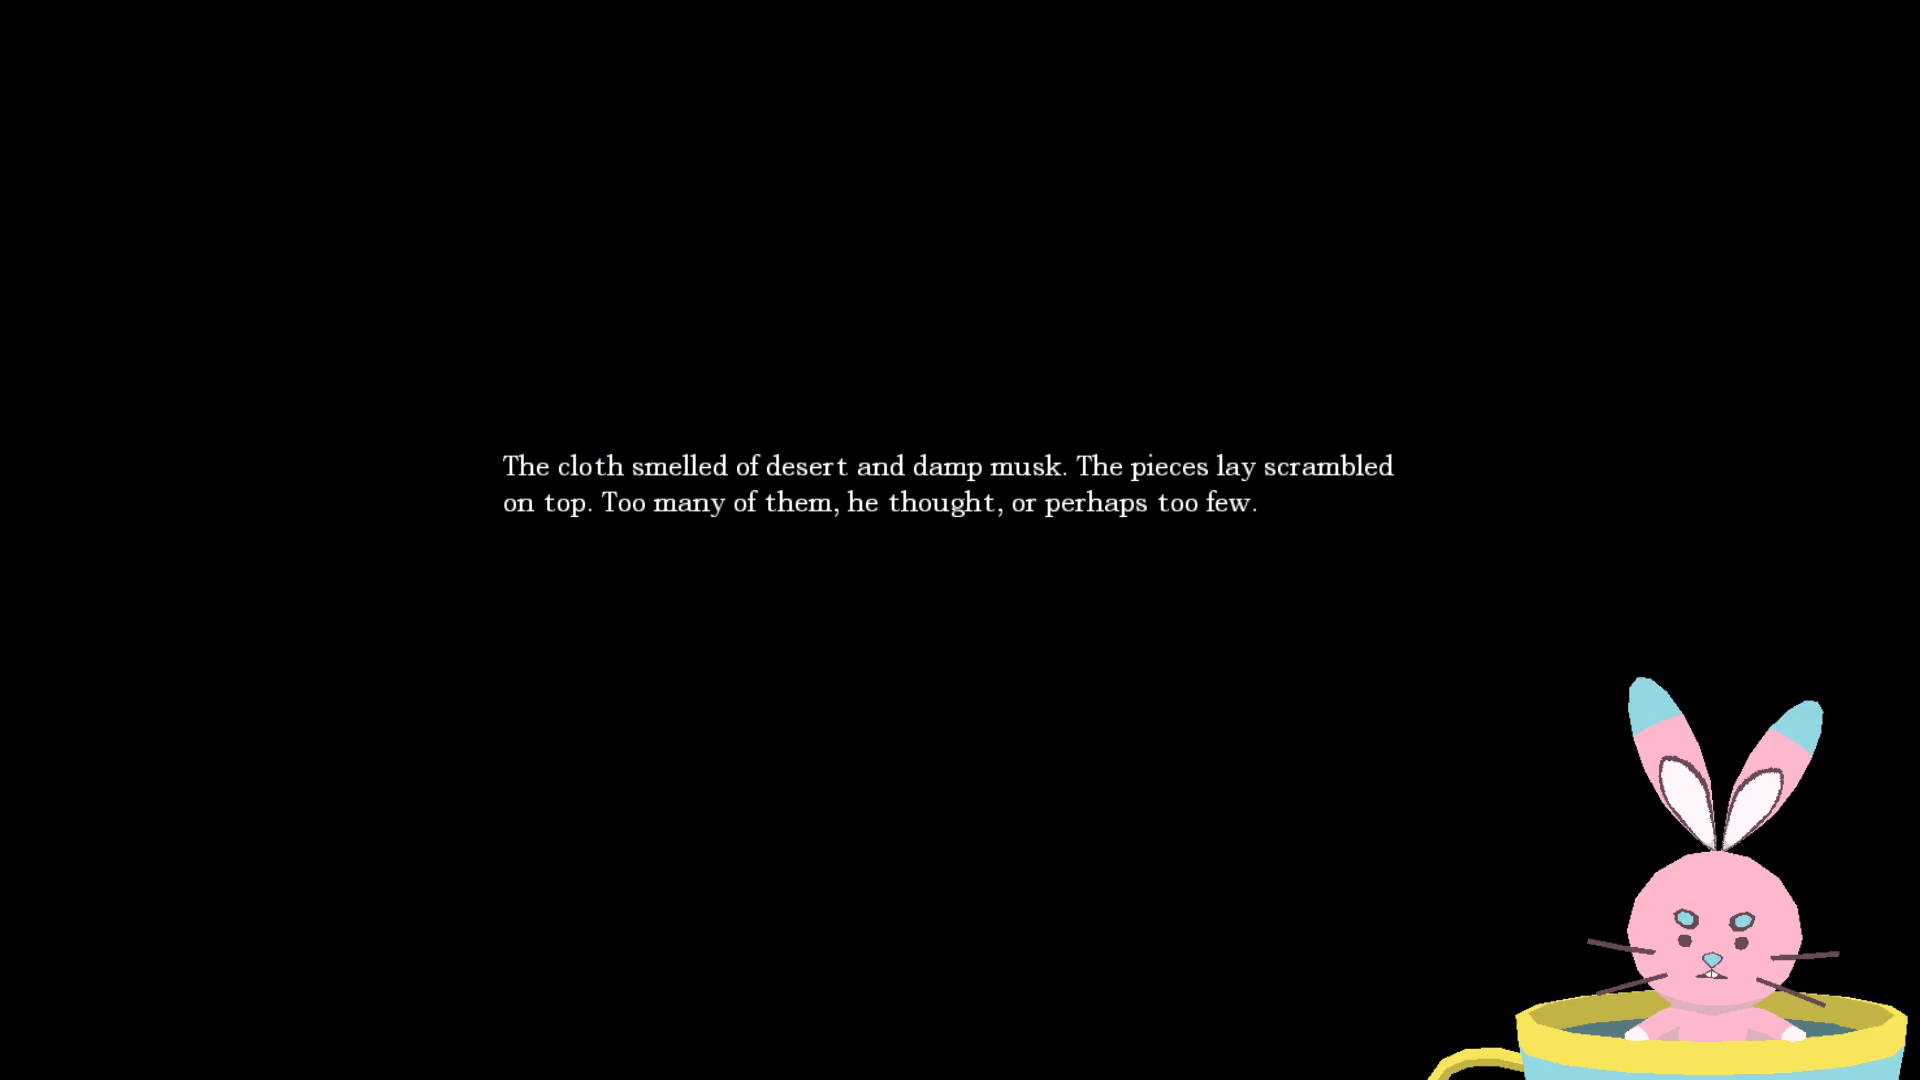 The cloth smelled of desert and damp musk. The pieces lay scrambled
on top. Too many of them, he thought, or perhaps too few.